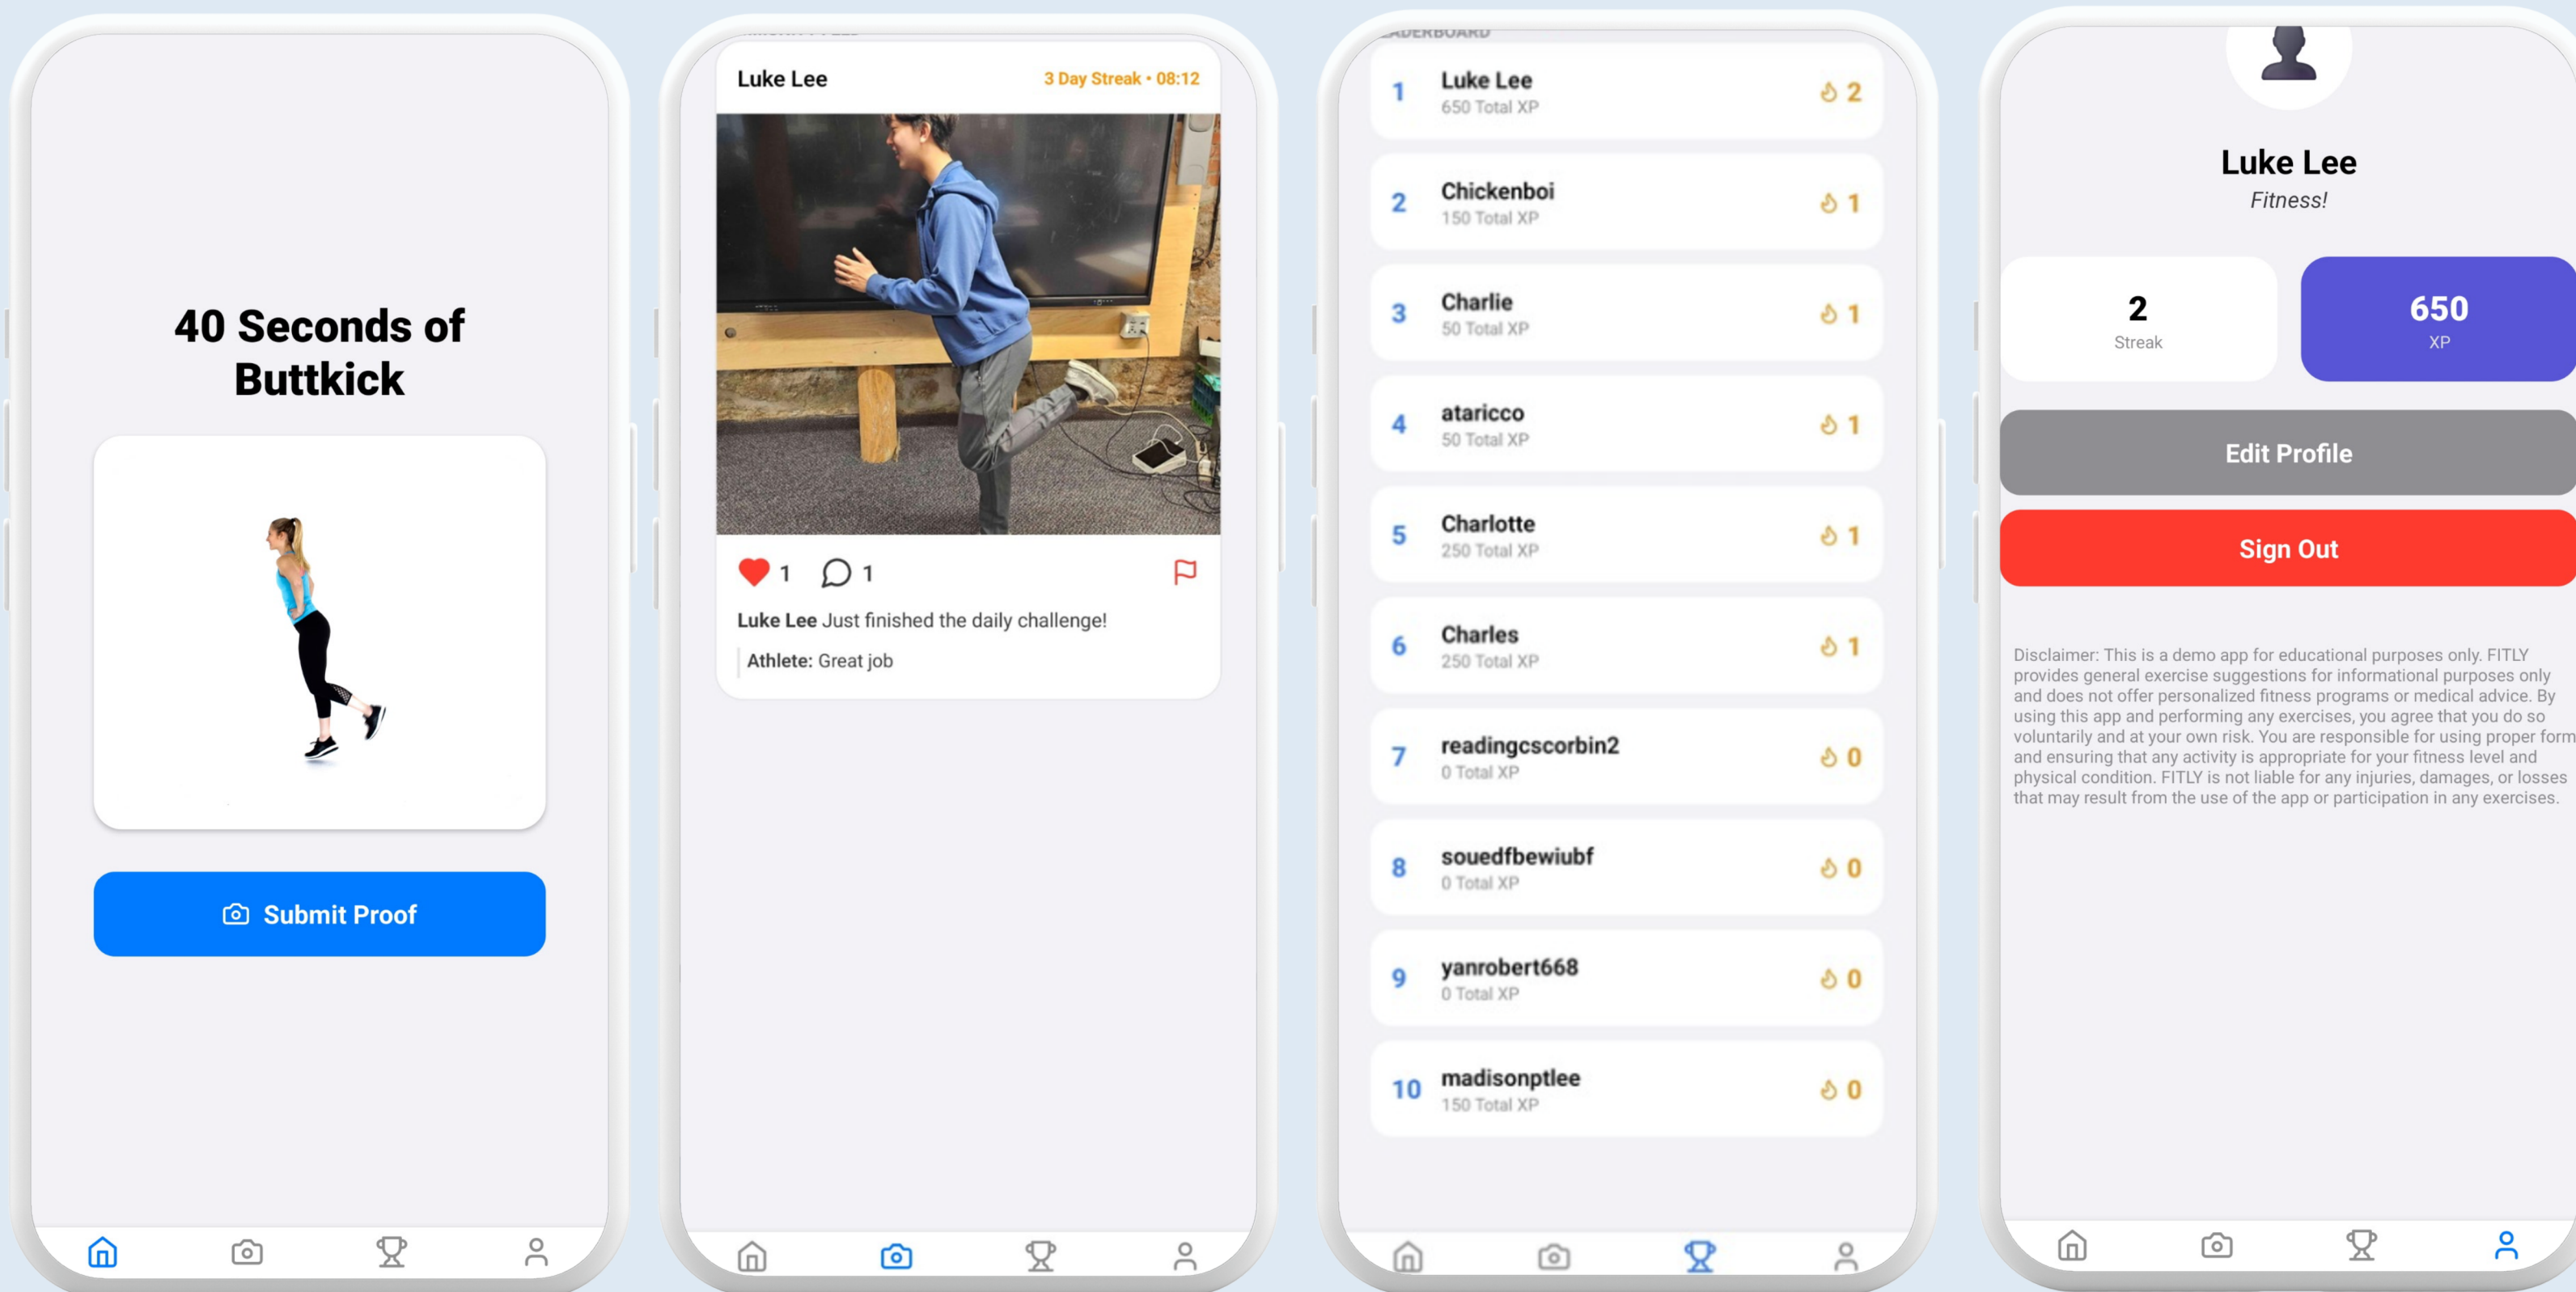 40 Seconds of
Buttkick
Submit Proof
Luke Lee
3 Day Streak • 08:12
1
1
Luke Lee Just finished the daily challenge!
Athlete: Great job
1
Luke Lee
650 Total XP
2
2
Chickenboi
150 Total XP
1
3
Charlie
50 Total XP
1
4
ataricco
50 Total XP
1
5
Charlotte
250 Total XP
1
6
Charles
250 Total XP
1
7
readingcscorbin2
0 Total XP
0
8
souedfbewiubf
0 Total XP
0
9
yanrobert668
0 Total XP
0
10
madisonptlee
150 Total XP
0
Luke Lee
Fitness!
2
Streak
650
XP
Edit Profile
Sign Out
Disclaimer: This is a demo app for educational purposes only. FITLY
provides general exercise suggestions for informational purposes only
and does not offer personalized fitness programs or medical advice. By
using this app and performing any exercises, you agree that you do so
voluntarily and at your own risk. You are responsible for using proper form
and ensuring that any activity is appropriate for your fitness level and
physical condition. FITLY is not liable for any injuries, damages, or losses
that may result from the use of the app or participation in any exercises.